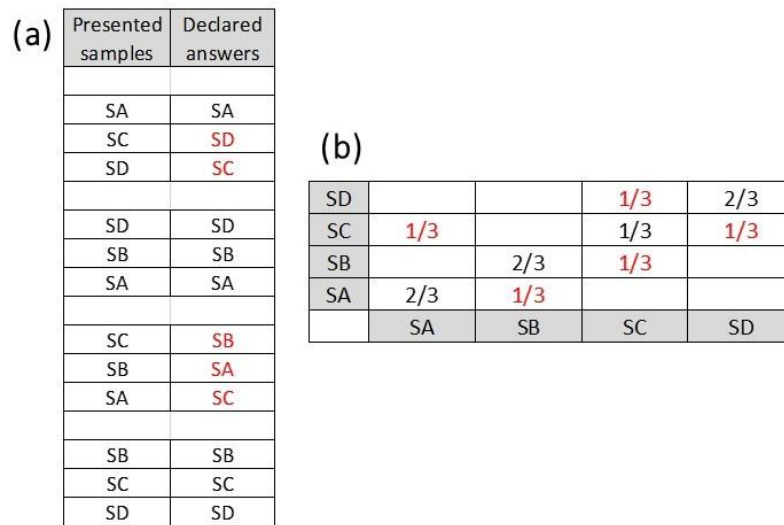 (a)
Presented samples Declared answers
SA SA
SC SD
SD SC
SD SD
SB SB
SA SA
SC SB
SB SA
SA SC
SB SB
SC SC
SD SD
(b)
SD 1/3 2/3
SC 1/3 1/3 1/3
SB 2/3 1/3
SA 2/3 1/3
SA SB SC SD